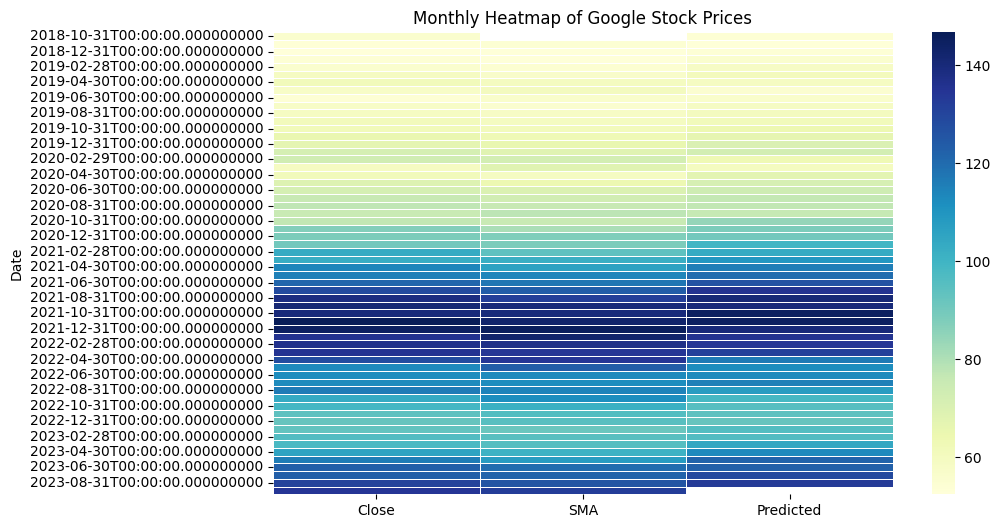 Monthly Heatmap of Google Stock Prices
2018-10-31T00:00:00.000000000
2018-12-31T00:00:00.000000000
2019-02-28T00:00:00.000000000
2019-04-30T00:00:00.000000000
2019-06-30T00:00:00.000000000
2019-08-31T00:00:00.000000000
2019-10-31T00:00:00.000000000
2019-12-31T00:00:00.000000000
2020-02-29T00:00:00.000000000
2020-04-30T00:00:00.000000000
2020-06-30T00:00:00.000000000
2020-08-31T00:00:00.000000000
2020-10-31T00:00:00.000000000
2020-12-31T00:00:00.000000000
2021-02-28T00:00:00.000000000
2021-04-30T00:00:00.000000000
2021-06-30T00:00:00.000000000
2021-08-31T00:00:00.000000000
2021-10-31T00:00:00.000000000
2021-12-31T00:00:00.000000000
2022-02-28T00:00:00.000000000
2022-04-30T00:00:00.000000000
2022-06-30T00:00:00.000000000
2022-08-31T00:00:00.000000000
2022-10-31T00:00:00.000000000
2022-12-31T00:00:00.000000000
2023-02-28T00:00:00.000000000
2023-04-30T00:00:00.000000000
2023-06-30T00:00:00.000000000
2023-08-31T00:00:00.000000000
Date
Close SMA Predicted
140
120
100
80
60